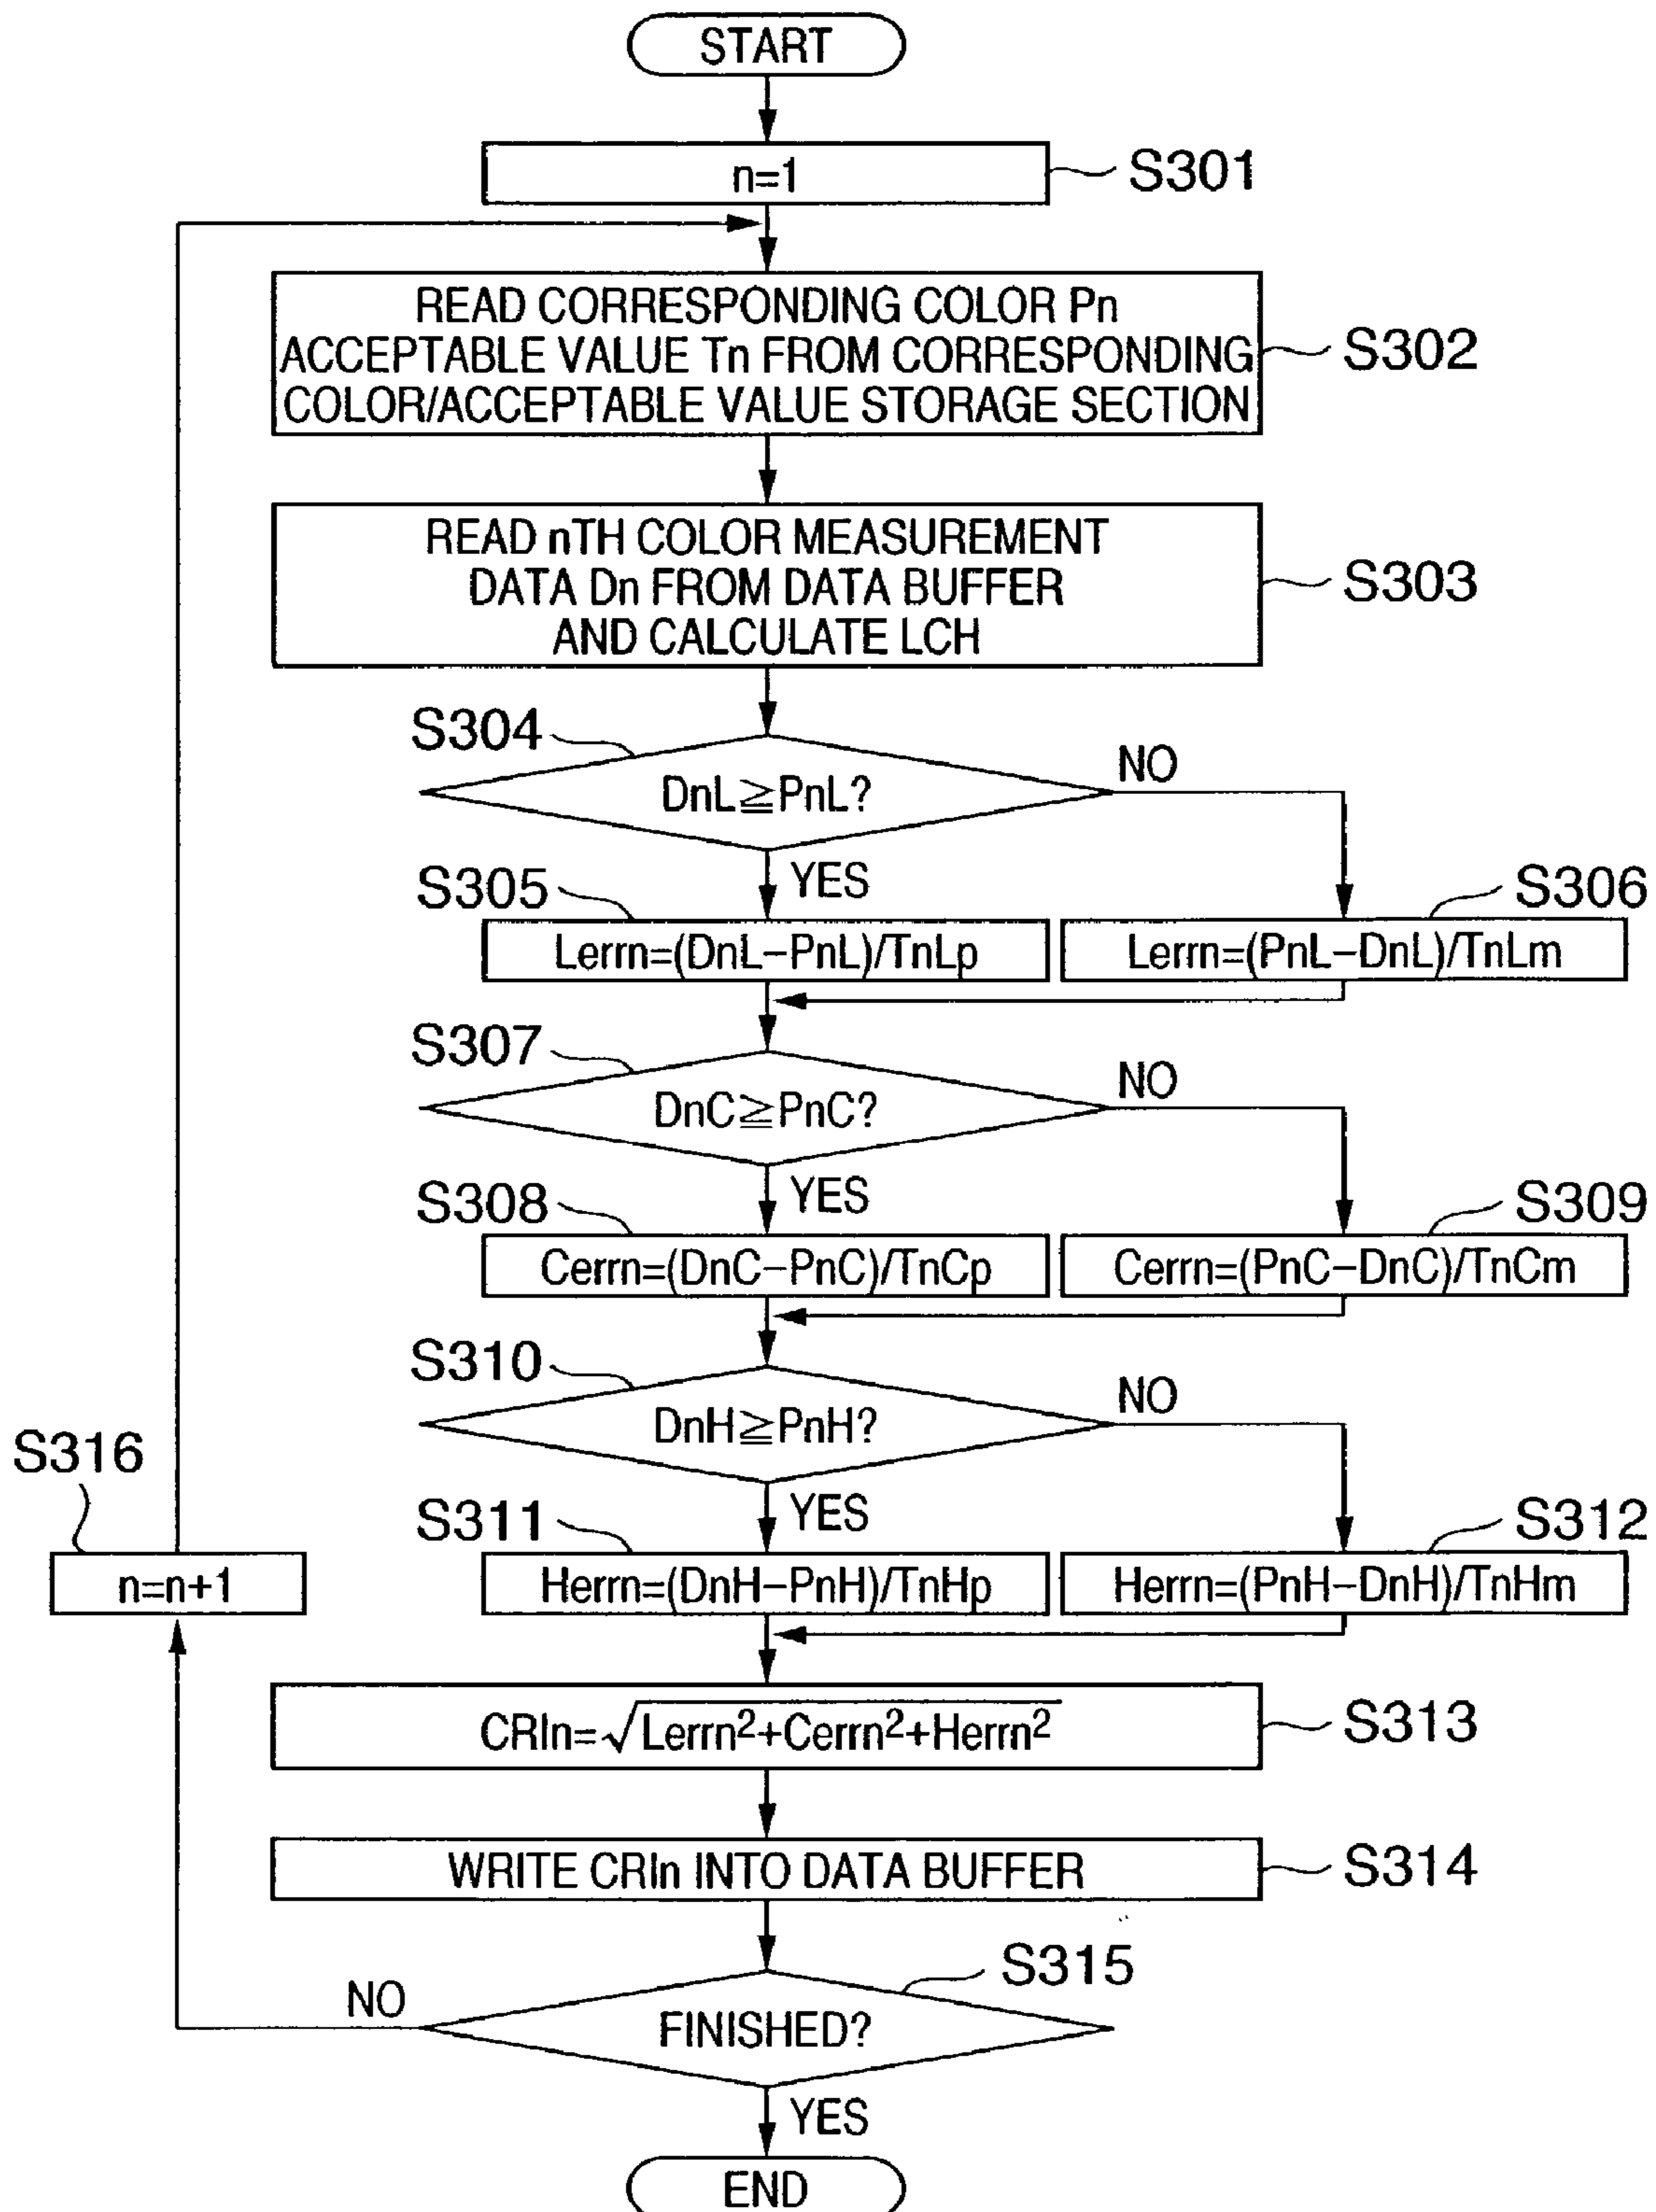 START
n=1
S301
READ CORRESPONDING COLOR Pn
ACCEPTABLE VALUE Tn FROM CORRESPONDING
COLOR/ACCEPTABLE VALUE STORAGE SECTION
S302
READ nTH COLOR MEASUREMENT
DATA Dn FROM DATA BUFFER
AND CALCULATE LCH
S303
S304
DnL≧PnL?
NO
YES
S305
Lerrn=(DnL−PnL)/TnLp
S306
Lerrn=(PnL−DnL)/TnLm
S307
DnC≧PnC?
NO
YES
S308
Cerrn=(DnC−PnC)/TnCp
S309
Cerrn=(PnC−DnC)/TnCm
S310
DnH≧PnH?
NO
YES
S311
Herrn=(DnH−PnH)/TnHp
S312
Herrn=(PnH−DnH)/TnHm
S316
n=n+1
CRIn=√Lerrn²+Cerrn²+Herrn²
S313
WRITE CRIn INTO DATA BUFFER
S314
S315
FINISHED?
NO
YES
END